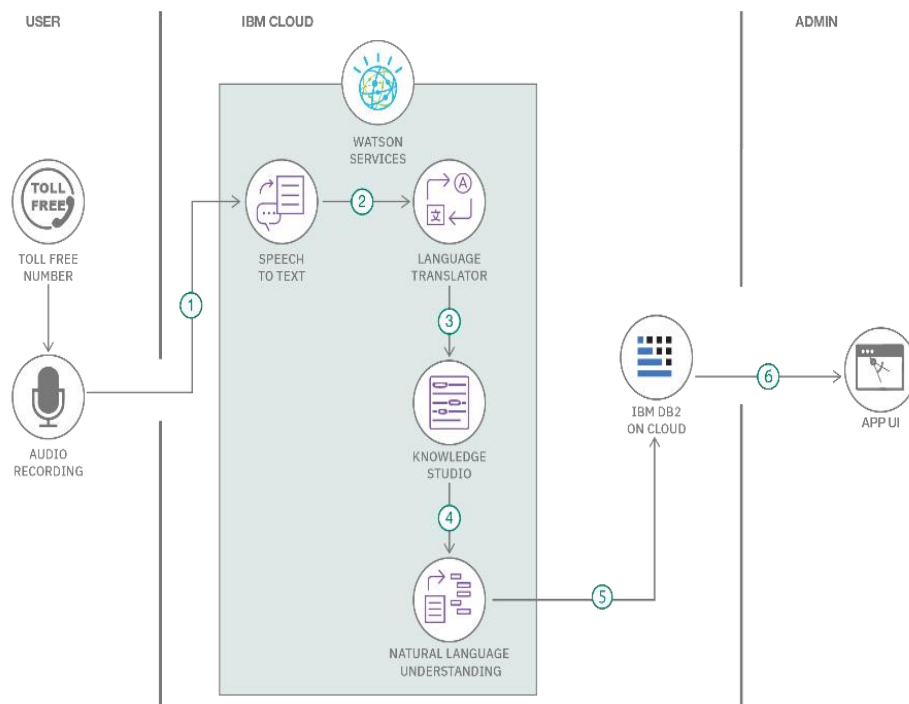 USER
IBM CLOUD
ADMIN
WATSON
SERVICES
TOLL
FREE
TOLL FREE
NUMBER
1
SPEECH
TO TEXT
2
A
文
LANGUAGE
TRANSLATOR
3
AUDIO
RECORDING
KNOWLEDGE
STUDIO
4
NATURAL LANGUAGE
UNDERSTANDING
5
IBM DB2
ON CLOUD
6
APP UI